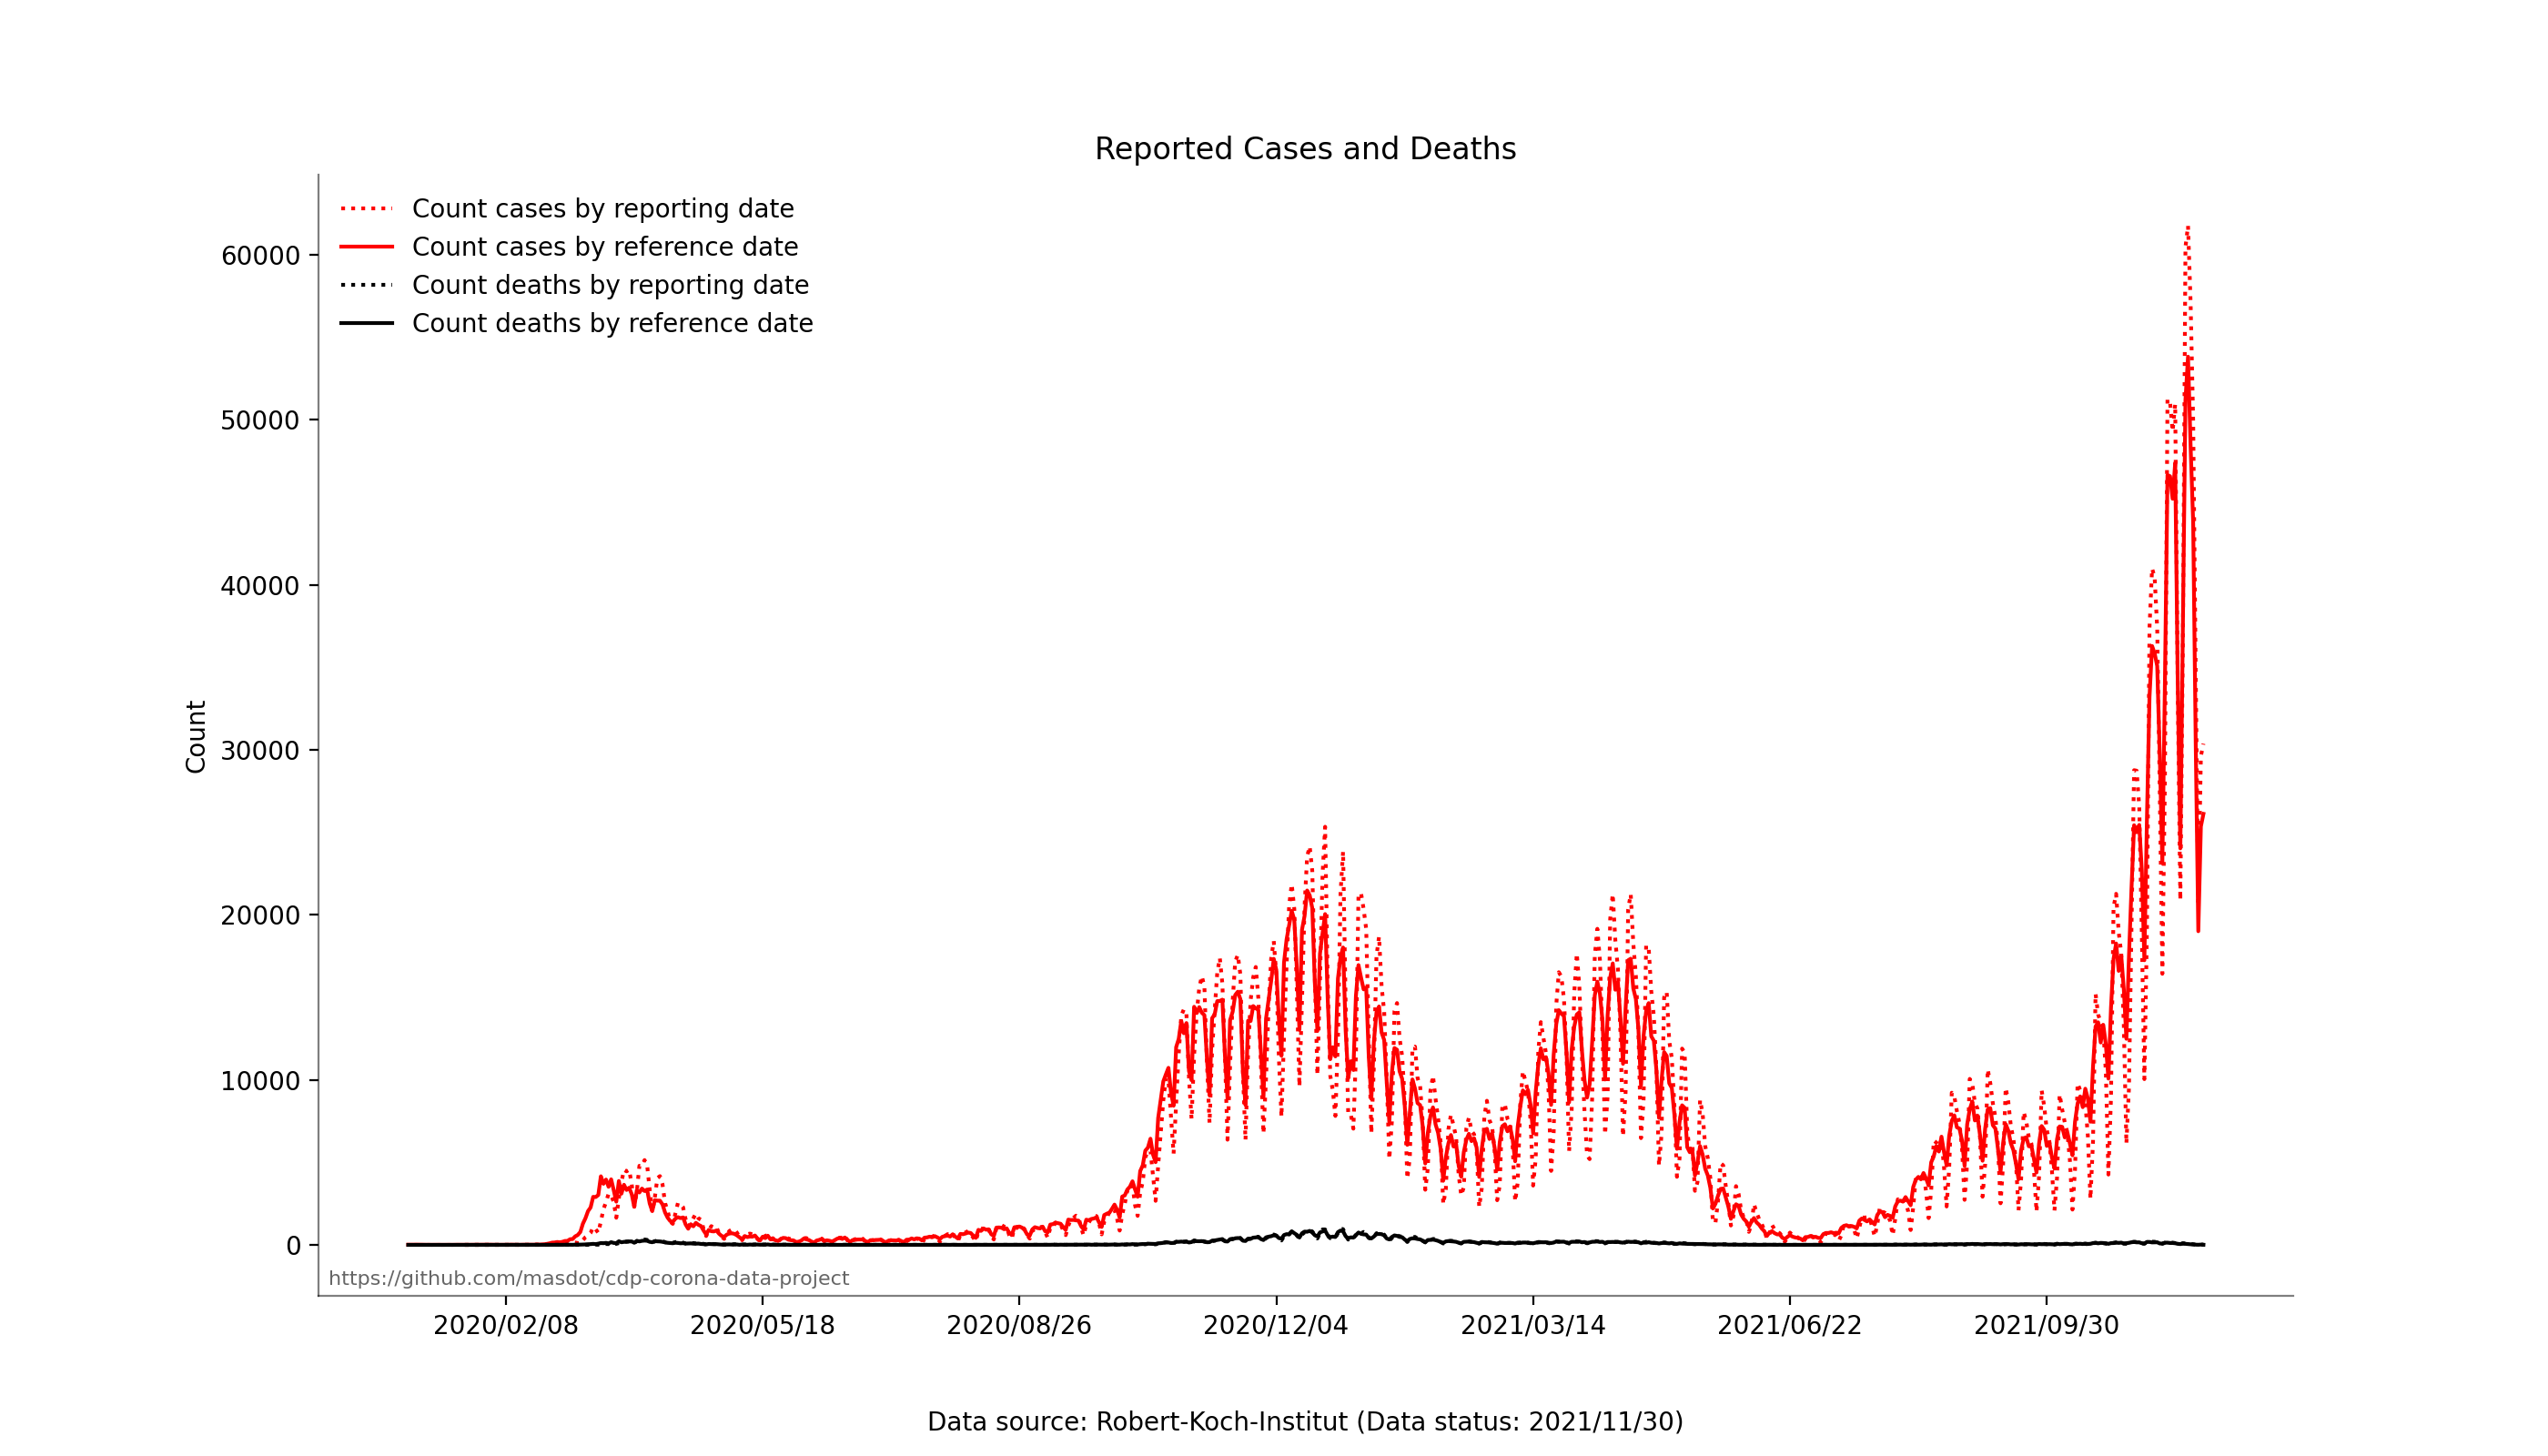 Reported Cases and Deaths
Count cases by reporting date
Count cases by reference date
Count deaths by reporting date
Count deaths by reference date
60000
50000
40000
30000
20000
10000
0
Count
https://github.com/masdot/cdp-corona-data-project
2020/02/08 2020/05/18 2020/08/26 2020/12/04 2021/03/14 2021/06/22 2021/09/30
Data source: Robert-Koch-Institut (Data status: 2021/11/30)